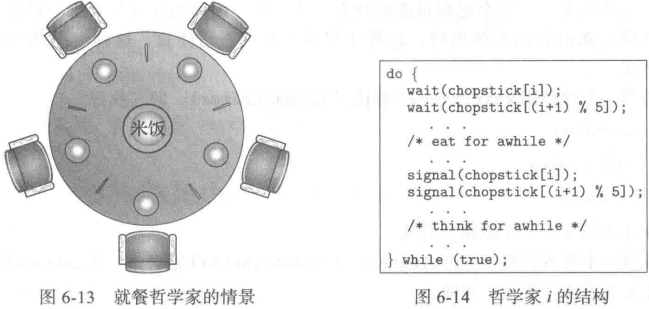 米饭
图 6-13 就餐哲学家的情景
do {
wait(chopstick[i]);
wait(chopstick[(i+1) % 5]);
. . .
/* eat for awhile */
. . .
signal(chopstick[i]);
signal(chopstick[(i+1) % 5]);
. . .
/* think for awhile */
. . .
} while (true);
图 6-14 哲学家 i 的结构